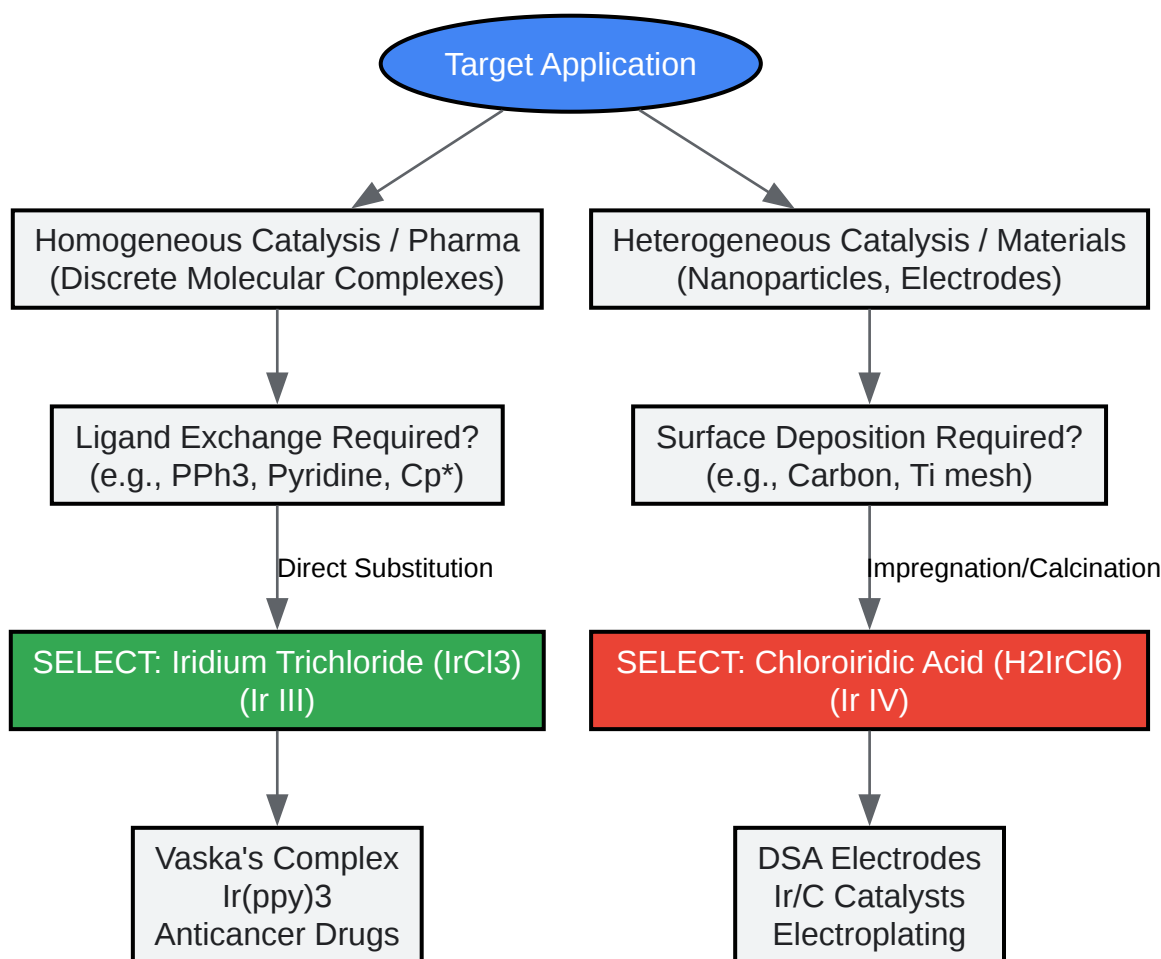 Target Application
Homogeneous Catalysis / Pharma
(Discrete Molecular Complexes)
Heterogeneous Catalysis / Materials
(Nanoparticles, Electrodes)
Ligand Exchange Required?
(e.g., PPh3, Pyridine, Cp*)
Surface Deposition Required?
(e.g., Carbon, Ti mesh)
Direct Substitution
Impregnation/Calcination
SELECT: Iridium Trichloride (IrCl3)
(Ir III)
SELECT: Chloroiridic Acid (H2IrCl6)
(Ir IV)
Vaska's Complex
Ir(ppy)3
Anticancer Drugs
DSA Electrodes
Ir/C Catalysts
Electroplating